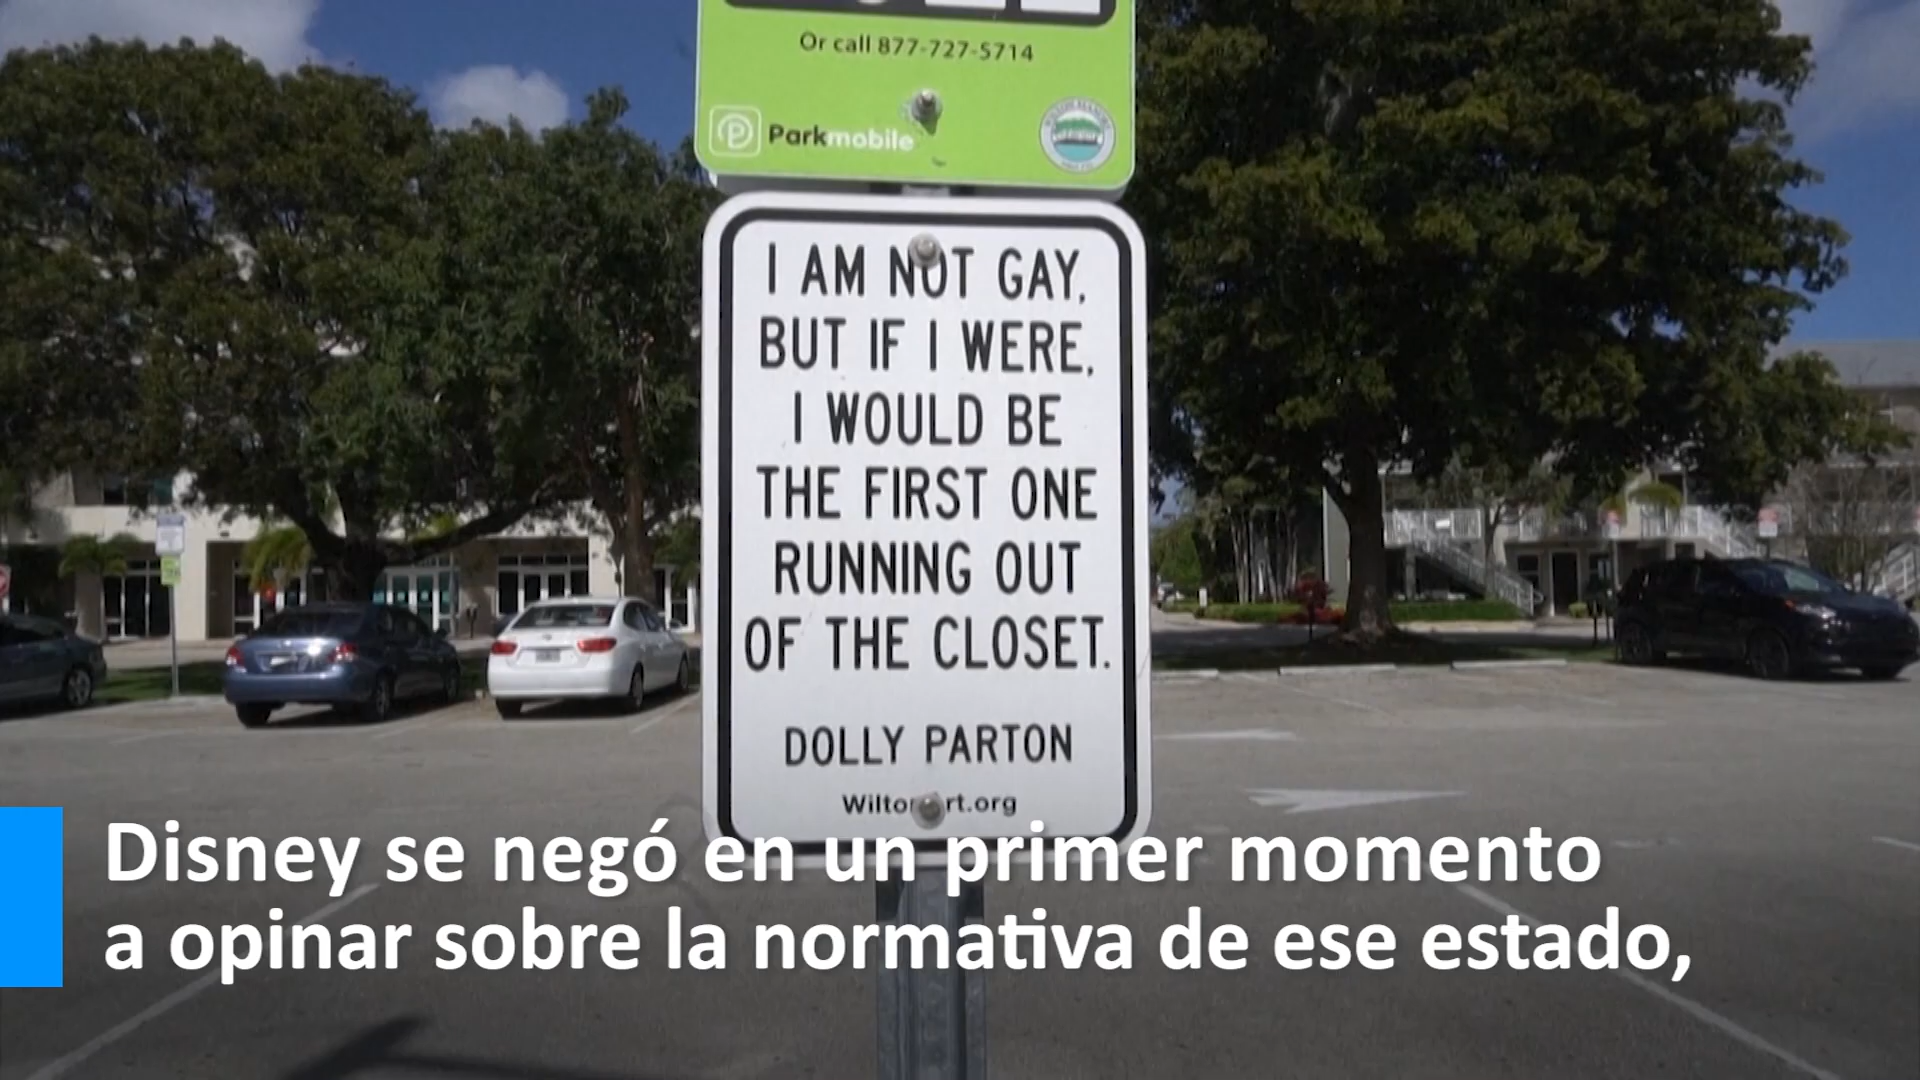 Or call 877-727-5714
Parkmobile
I AM NOT GAY,
BUT IF I WERE,
I WOULD BE
THE FIRST ONE
RUNNING OUT
OF THE CLOSET.
DOLLY PARTON
Disney se negó en un primer momento
a opinar sobre la normativa de ese estado,